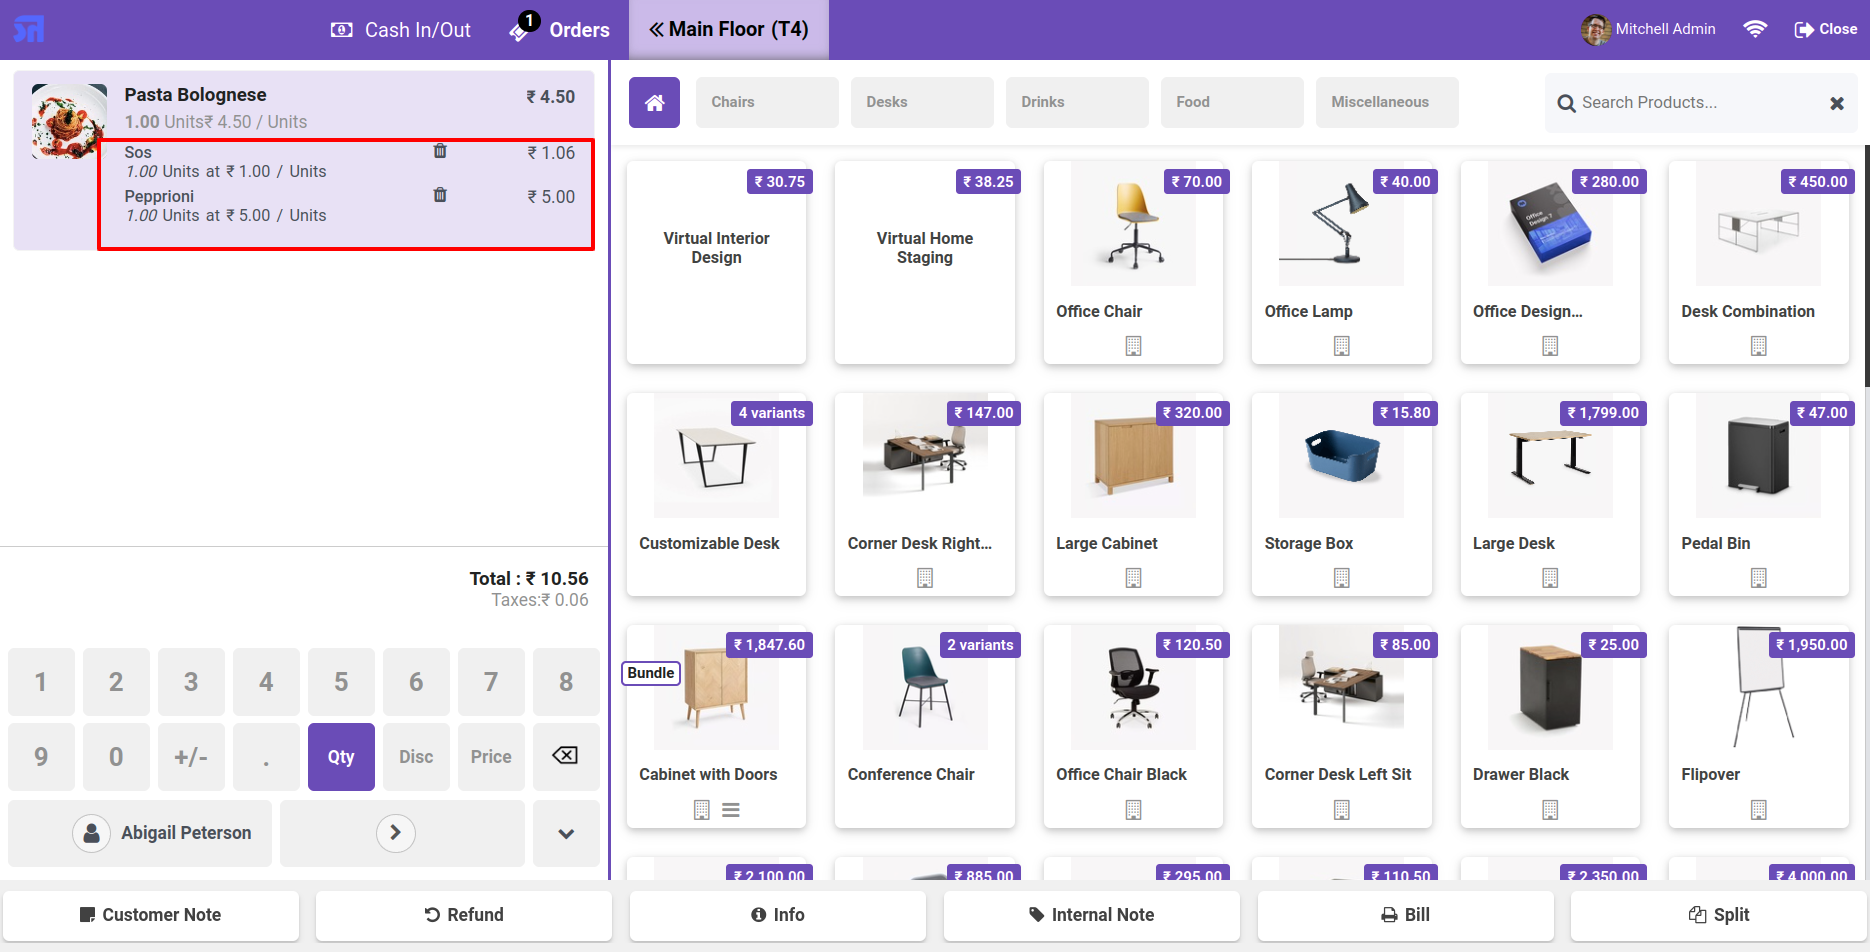 Cash In/Out
1
Orders
Main Floor (T4)
Mitchell Admin
Close
Pasta Bolognese
₹ 4.50
1.00 Units₹ 4.50 / Units
Sos
₹ 1.06
1.00 Units at ₹ 1.00 / Units
Pepprioni
₹ 5.00
1.00 Units at ₹ 5.00 / Units
Total : ₹ 10.56
Taxes:₹ 0.06
1 2 3 4 5 6 7 8
9 0 +/- . Qty Disc Price
Abigail Peterson
Chairs
Desks
Drinks
Food
Miscellaneous
Search Products...
₹ 30.75
Virtual Interior
Design
₹ 38.25
Virtual Home
Staging
₹ 70.00
Office Chair
₹ 40.00
Office Lamp
₹ 280.00
Office
Design ?
Office Design...
₹ 450.00
Desk Combination
4 variants
Customizable Desk
₹ 147.00
Corner Desk Right...
₹ 320.00
Large Cabinet
₹ 15.80
Storage Box
₹ 1,799.00
Large Desk
₹ 47.00
Pedal Bin
₹ 1,847.60
Bundle
Cabinet with Doors
2 variants
Conference Chair
₹ 120.50
Office Chair Black
₹ 85.00
Corner Desk Left Sit
₹ 25.00
Drawer Black
₹ 1,950.00
Flipover
₹ 2,100.00
₹ 885.00
₹ 295.00
₹ 110.50
₹ 2,350.00
₹ 4,000.00
Customer Note
Refund
Info
Internal Note
Bill
Split